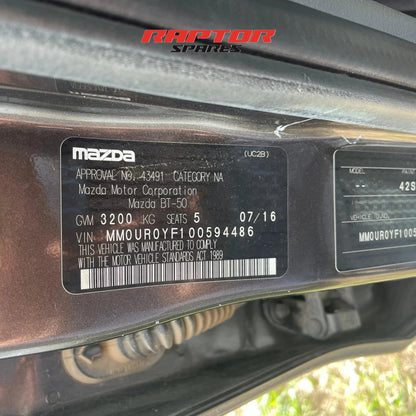 RAPTOR
SPARES
mazda
(UC2B)
APPROVAL NO. 43491 CATEGORY NA
Mazda Motor Corporation
Mazda BT-50
GVM 3200 KG SEATS 5 07/16
VIN: MM0UR0YF100594486
THIS VEHICLE WAS MANUFACTURED TO COMPLY
WITH THE MOTOR VEHICLE STANDARDS ACT 1989
MODEL
-- 42S
MM0UR0YF1005